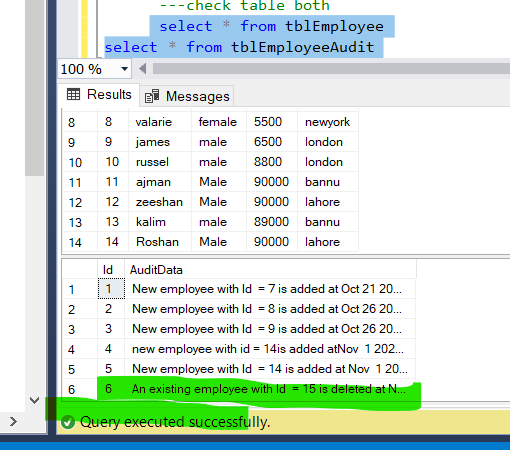 ---check table both
select * from tblEmployee
select * from tblEmployeeAudit
100 %
Results Messages
8 8 valarie female 5500 newyork
9 9 james male 6500 london
10 10 russel male 8800 london
11 11 ajman Male 90000 bannu
12 12 zeeshan Male 90000 lahore
13 13 kalim male 89000 bannu
14 14 Roshan Male 90000 lahore
Id AuditData
1 1 New employee with Id = 7 is added at Oct 21 20...
2 2 New employee with Id = 8 is added at Oct 26 20...
3 3 New employee with Id = 9 is added at Oct 26 20...
4 4 new employee with id = 14is added atNov 1 202...
5 5 New employee with Id = 14 is added at Nov 1 20...
6 6 An existing employee with Id = 15 is deleted at N...
Query executed successfully.